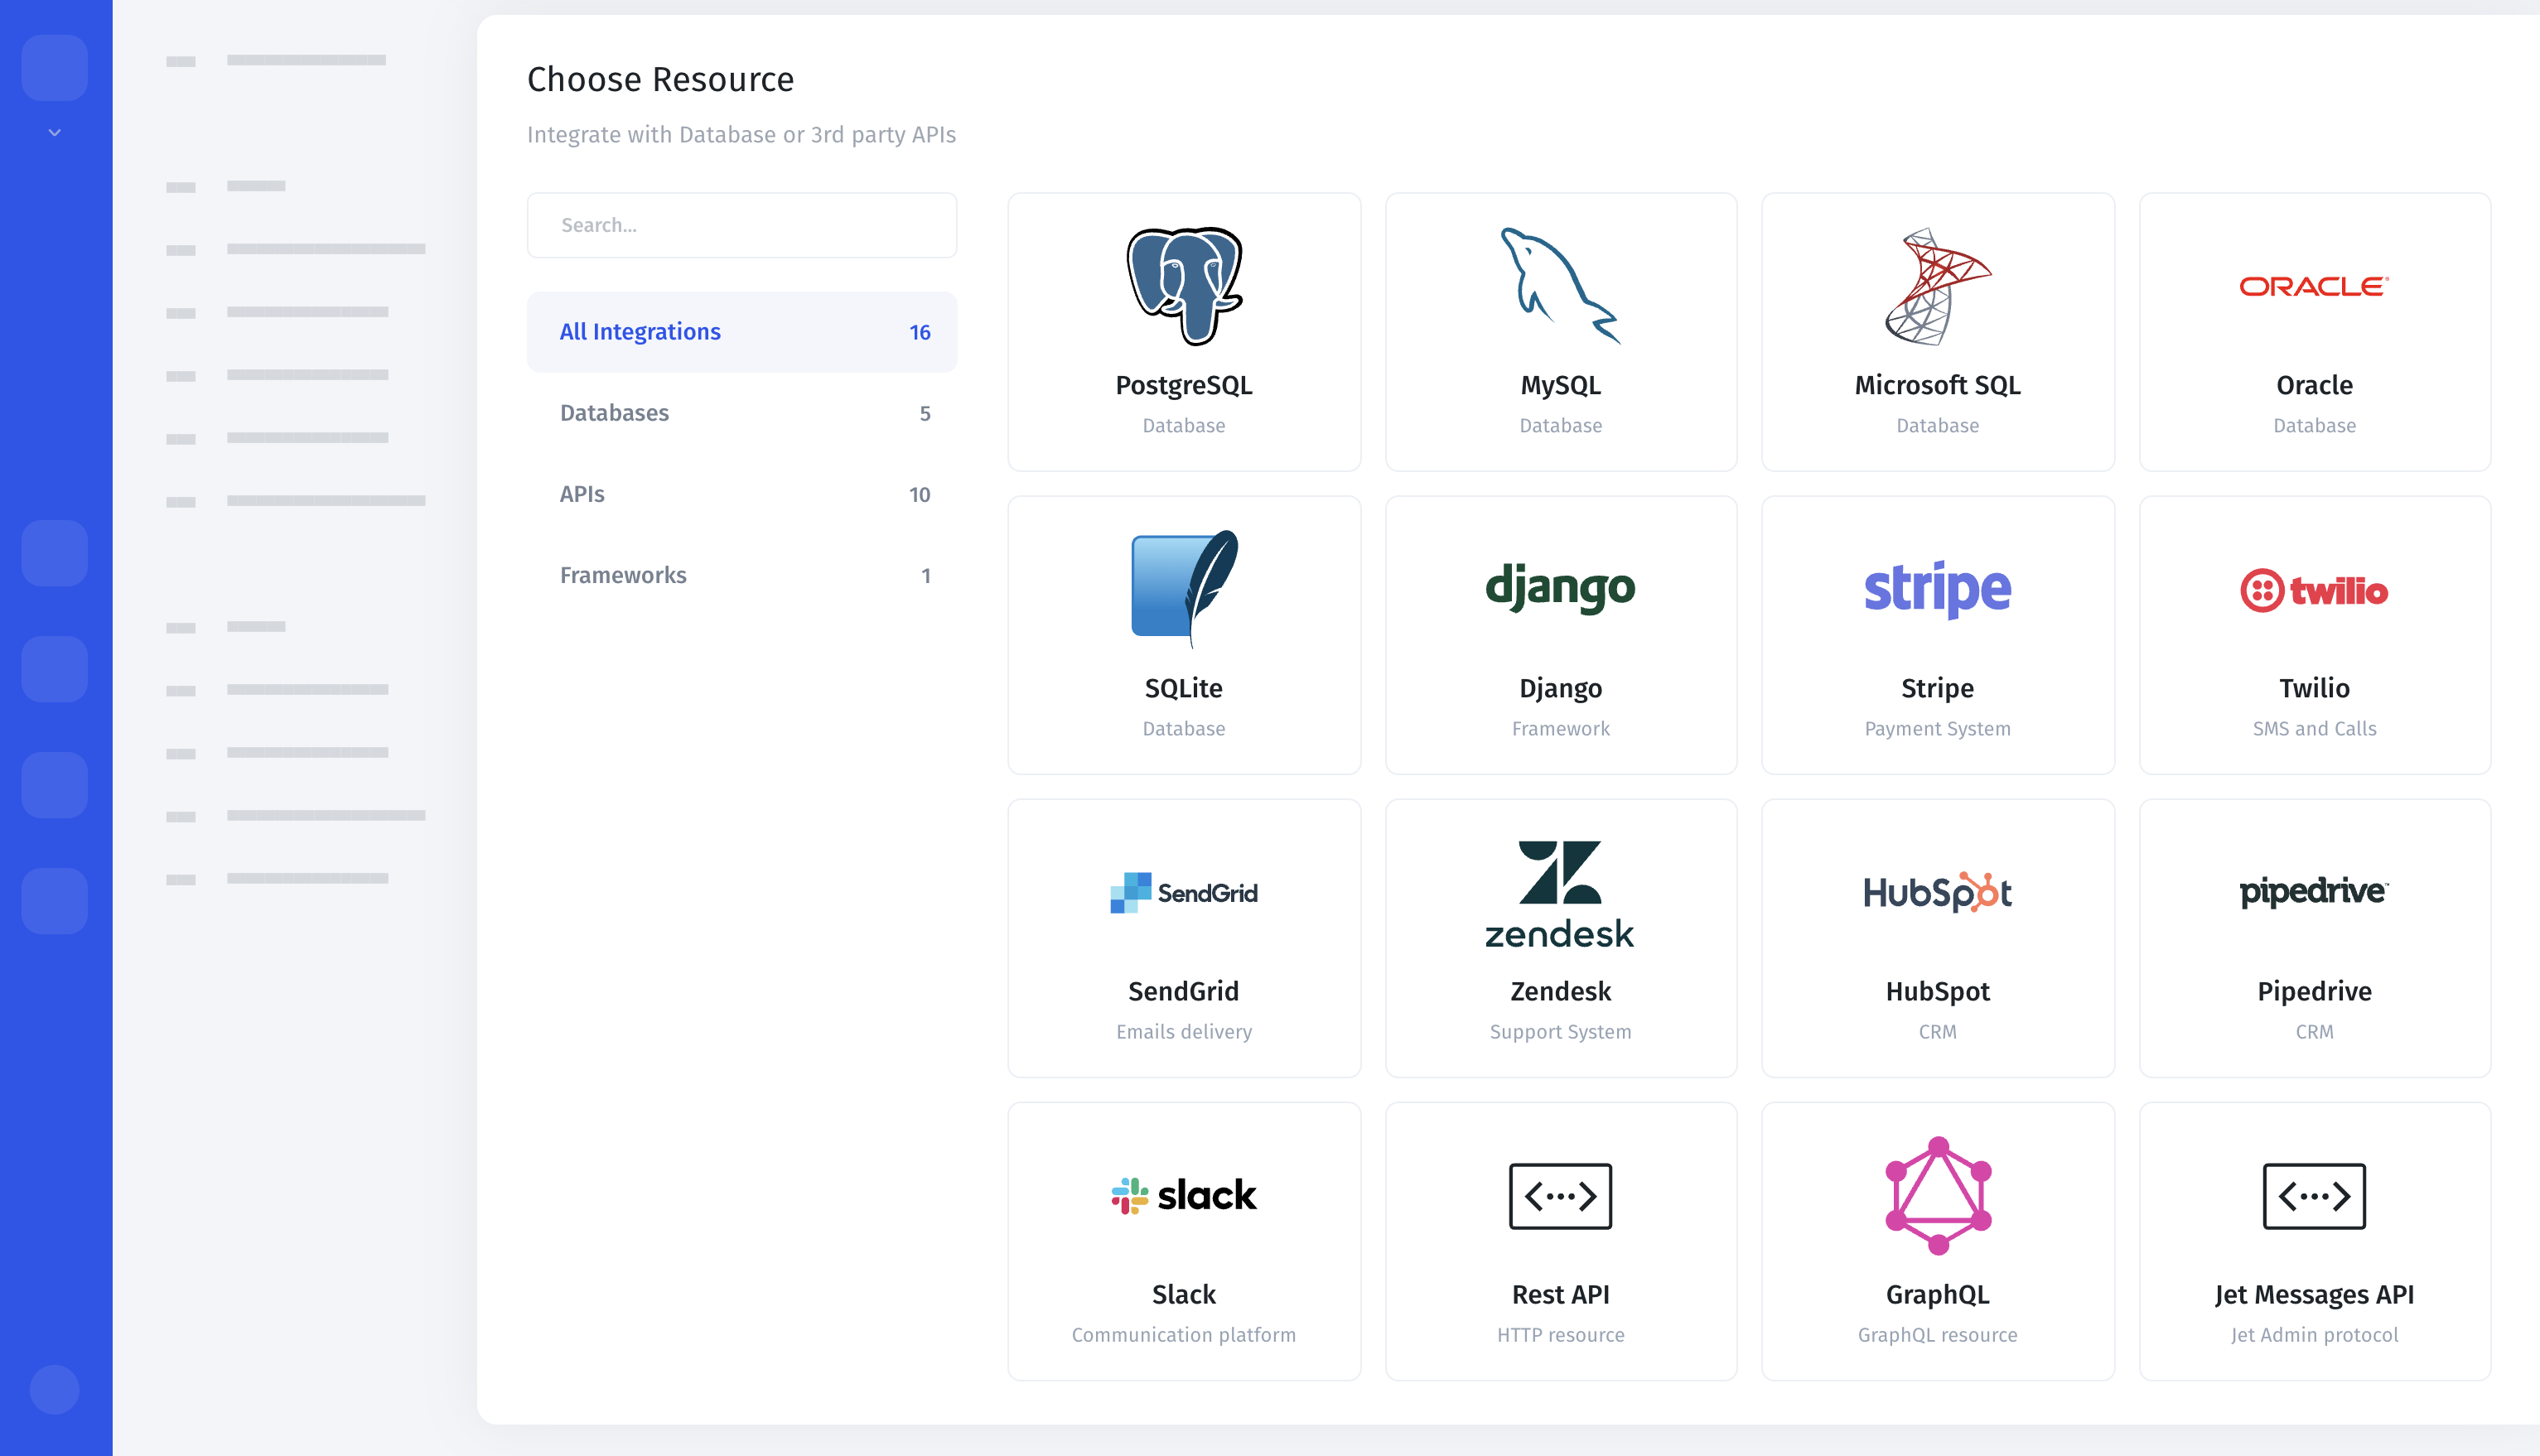 Choose Resource
Integrate with Database or 3rd party APIs
Search...
All Integrations 16
Databases 5
APIs 10
Frameworks 1
PostgreSQL
Database
MySQL
Database
Microsoft SQL
Database
ORACLE
Oracle
Database
SQLite
Database
django
Django
Framework
stripe
Stripe
Payment System
twilio
Twilio
SMS and Calls
SendGrid
SendGrid
Emails delivery
zendesk
Zendesk
Support System
HubSpot
HubSpot
CRM
pipedrive
Pipedrive
CRM
slack
Slack
Communication platform
<···>
Rest API
HTTP resource
GraphQL
GraphQL resource
<···>
Jet Messages API
Jet Admin protocol